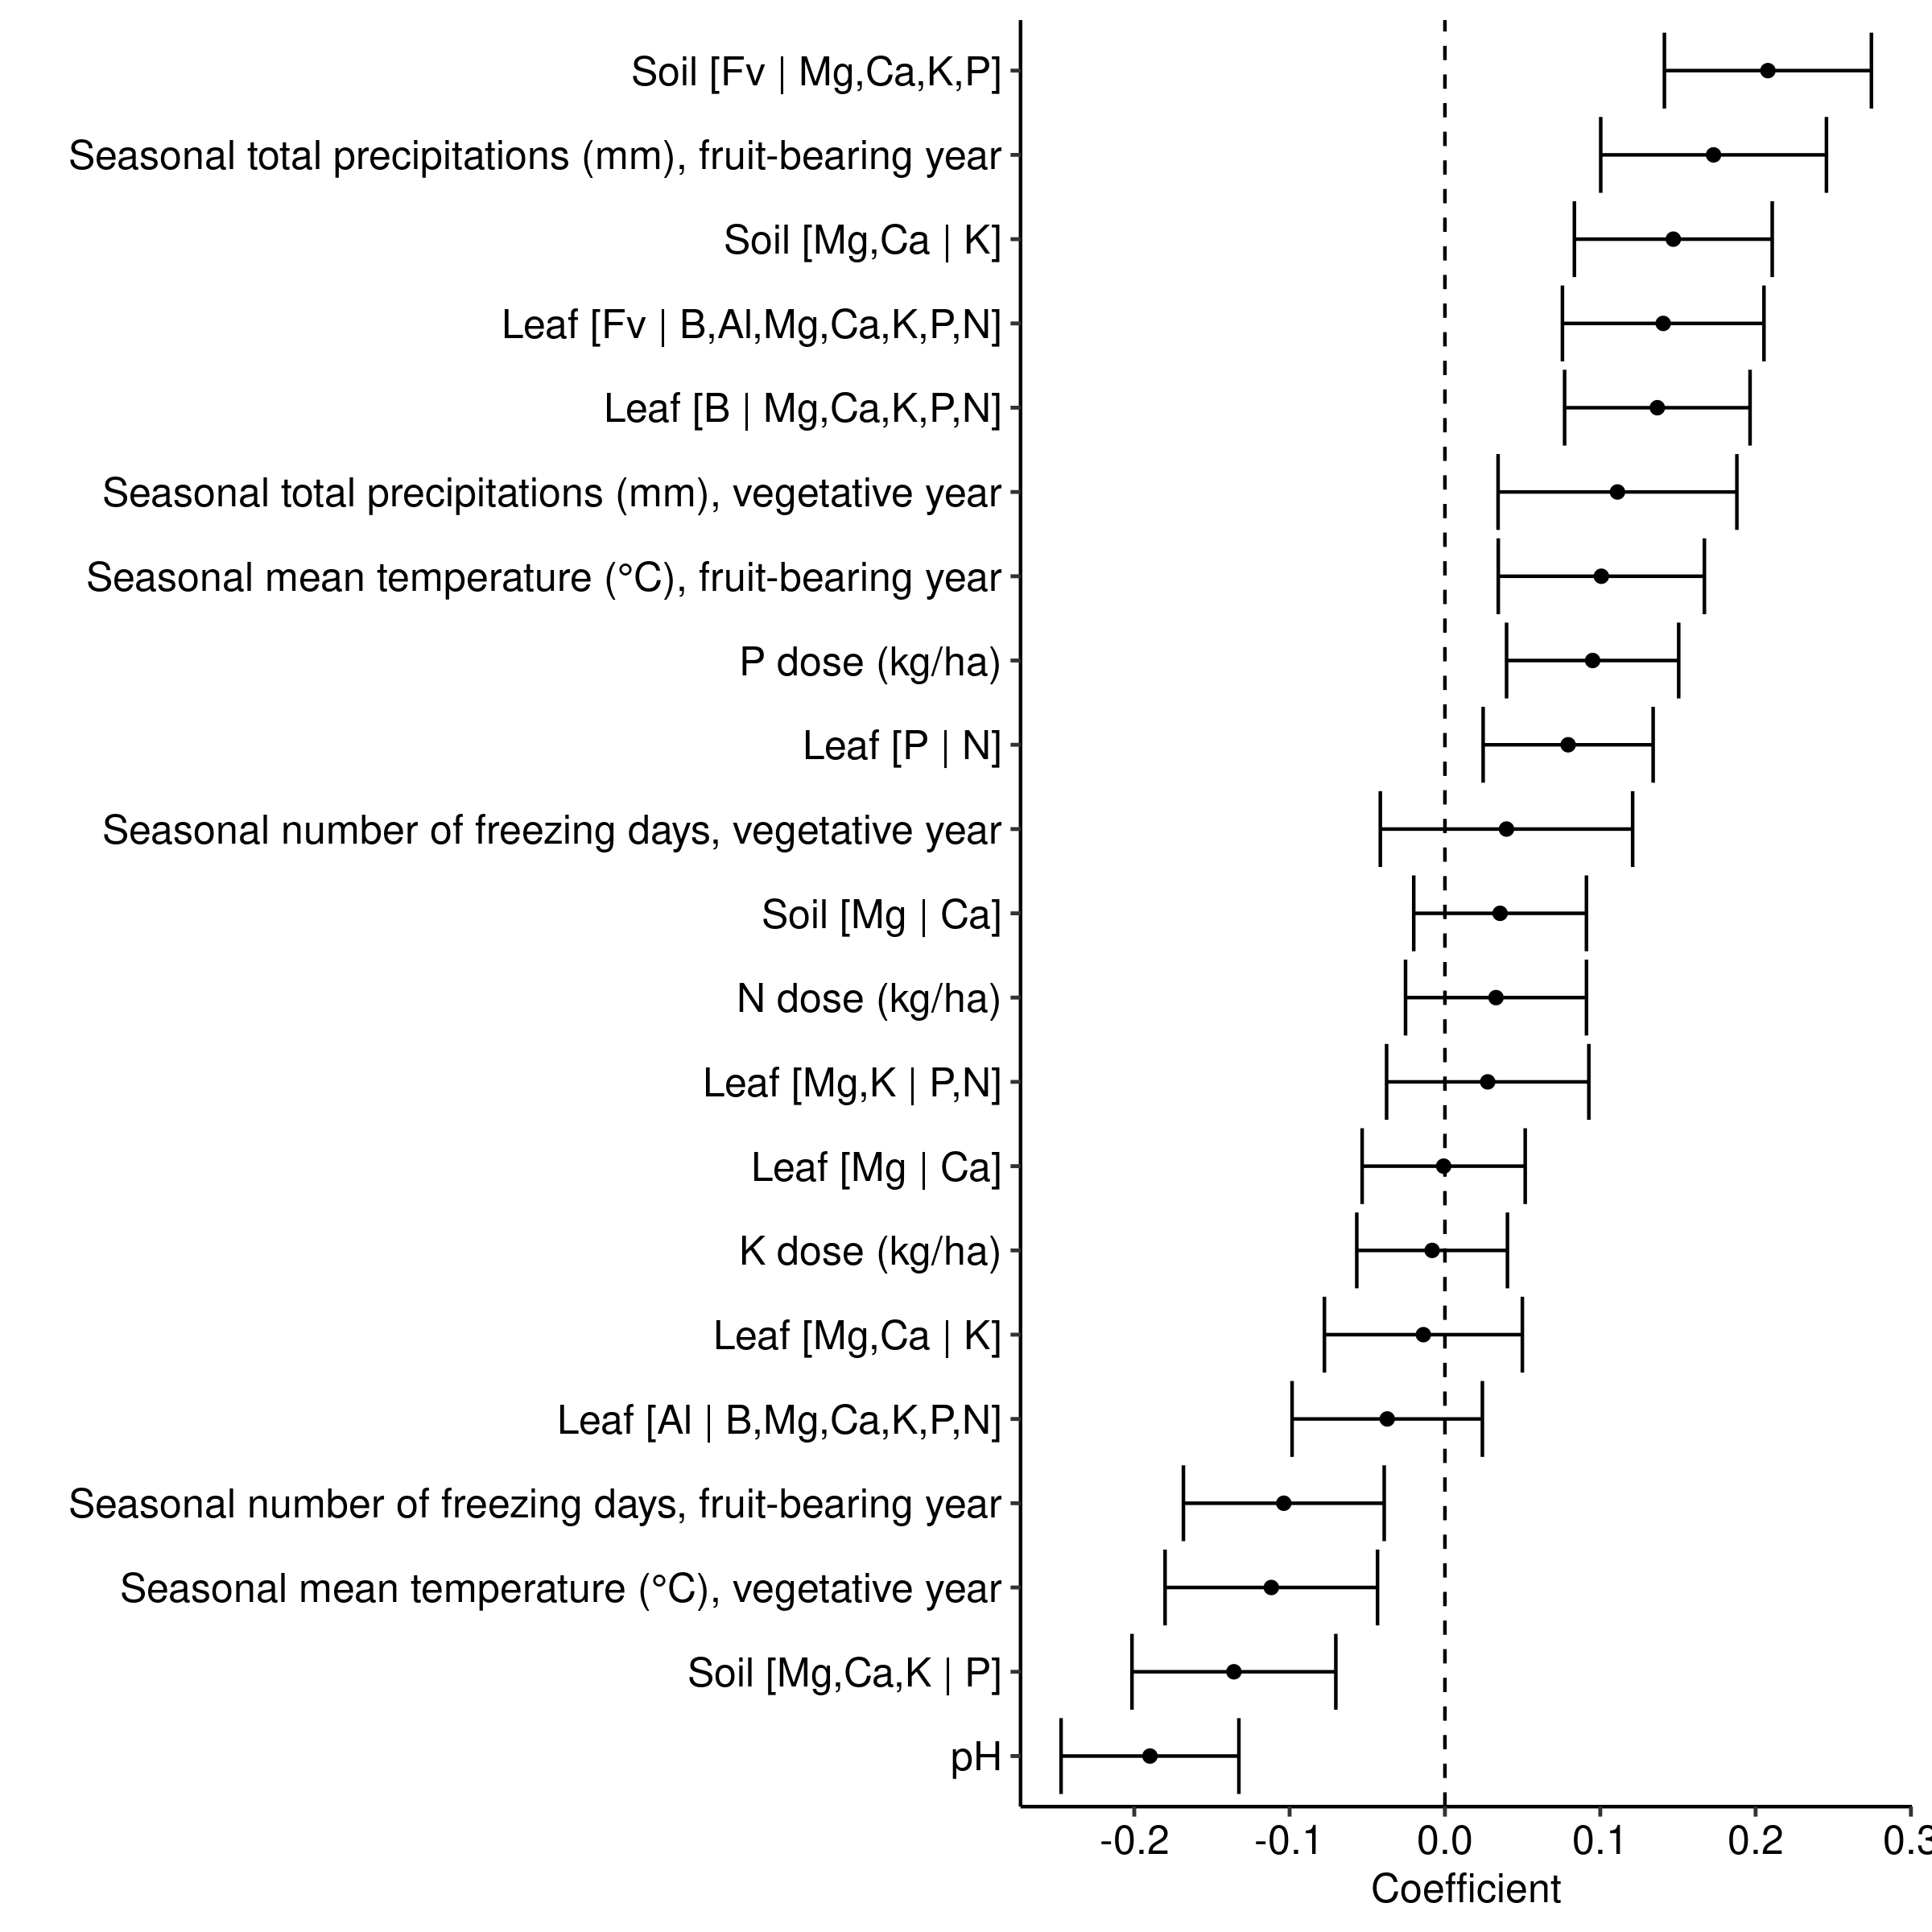 Soil [Fv | Mg,Ca,K,P]
Seasonal total precipitations (mm), fruit-bearing year
Soil [Mg,Ca | K]
Leaf [Fv | B,Al,Mg,Ca,K,P,N]
Leaf [B | Mg,Ca,K,P,N]
Seasonal total precipitations (mm), vegetative year
Seasonal mean temperature (°C), fruit-bearing year
P dose (kg/ha)
Leaf [P | N]
Seasonal number of freezing days, vegetative year
Soil [Mg | Ca]
N dose (kg/ha)
Leaf [Mg,K | P,N]
Leaf [Mg | Ca]
K dose (kg/ha)
Leaf [Mg,Ca | K]
Leaf [Al | B,Mg,Ca,K,P,N]
Seasonal number of freezing days, fruit-bearing year
Seasonal mean temperature (°C), vegetative year
Soil [Mg,Ca,K | P]
pH
-0.2 -0.1 0.0 0.1 0.2 0.3
Coefficient